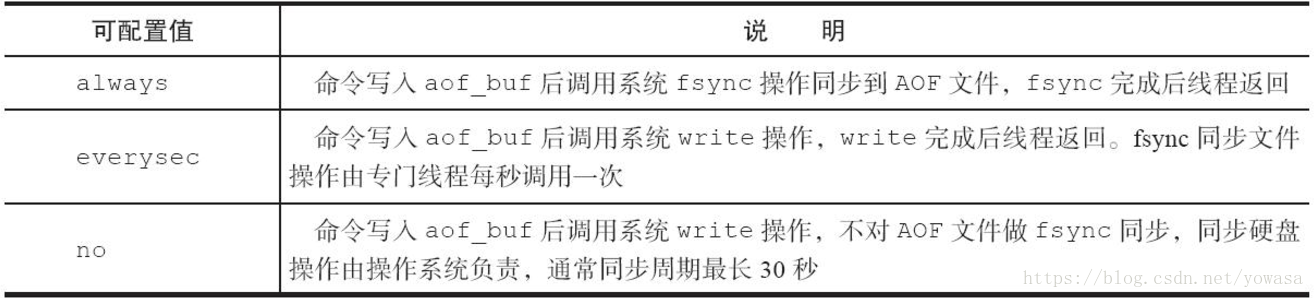 可配置值 说 明
always 命令写入 aof_buf 后调用系统 fsync 操作同步到 AOF 文件，fsync 完成后线程返回
everysec 命令写入 aof_buf 后调用系统 write 操作，write 完成后线程返回。fsync 同步文件
操作由专门线程每秒调用一次
no 命令写入 aof_buf 后调用系统 write 操作，不对 AOF 文件做 fsync 同步，同步硬盘
操作由操作系统负责，通常同步周期最长 30 秒
https://blog.csdn.net/yowasa